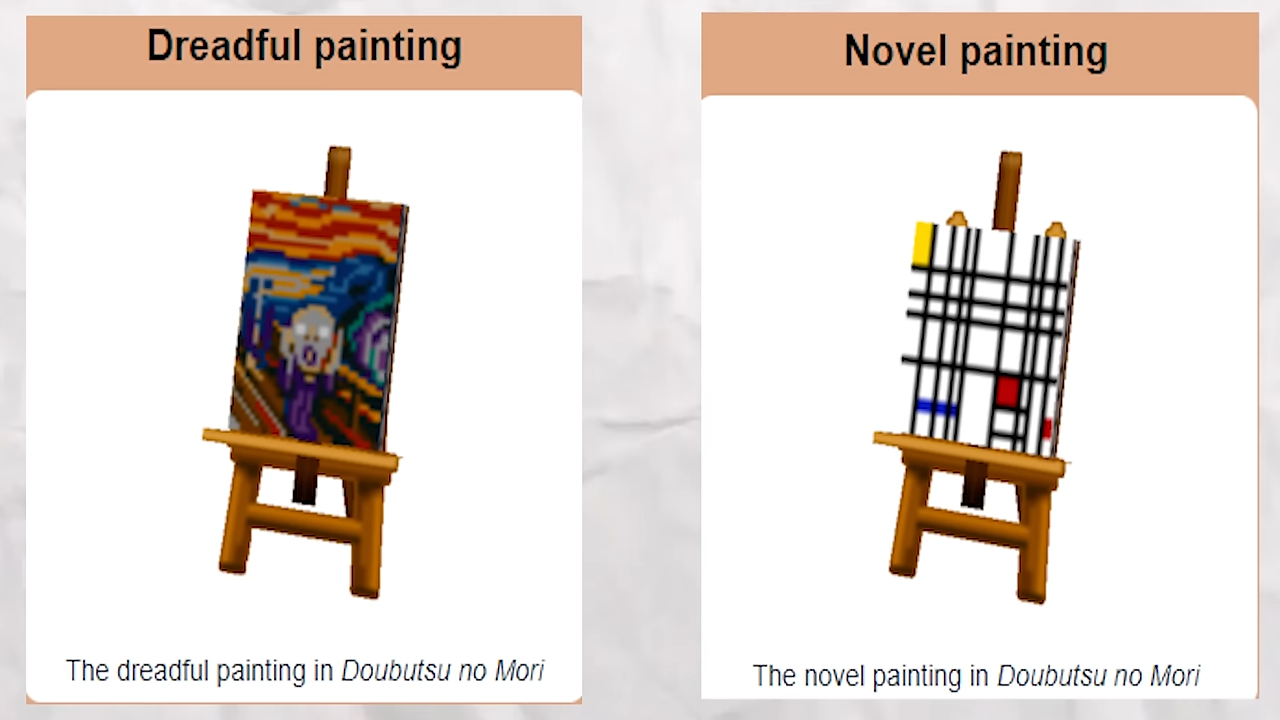 Dreadful painting
The dreadful painting in Doubutsu no Mori
Novel painting
The novel painting in Doubutsu no Mori